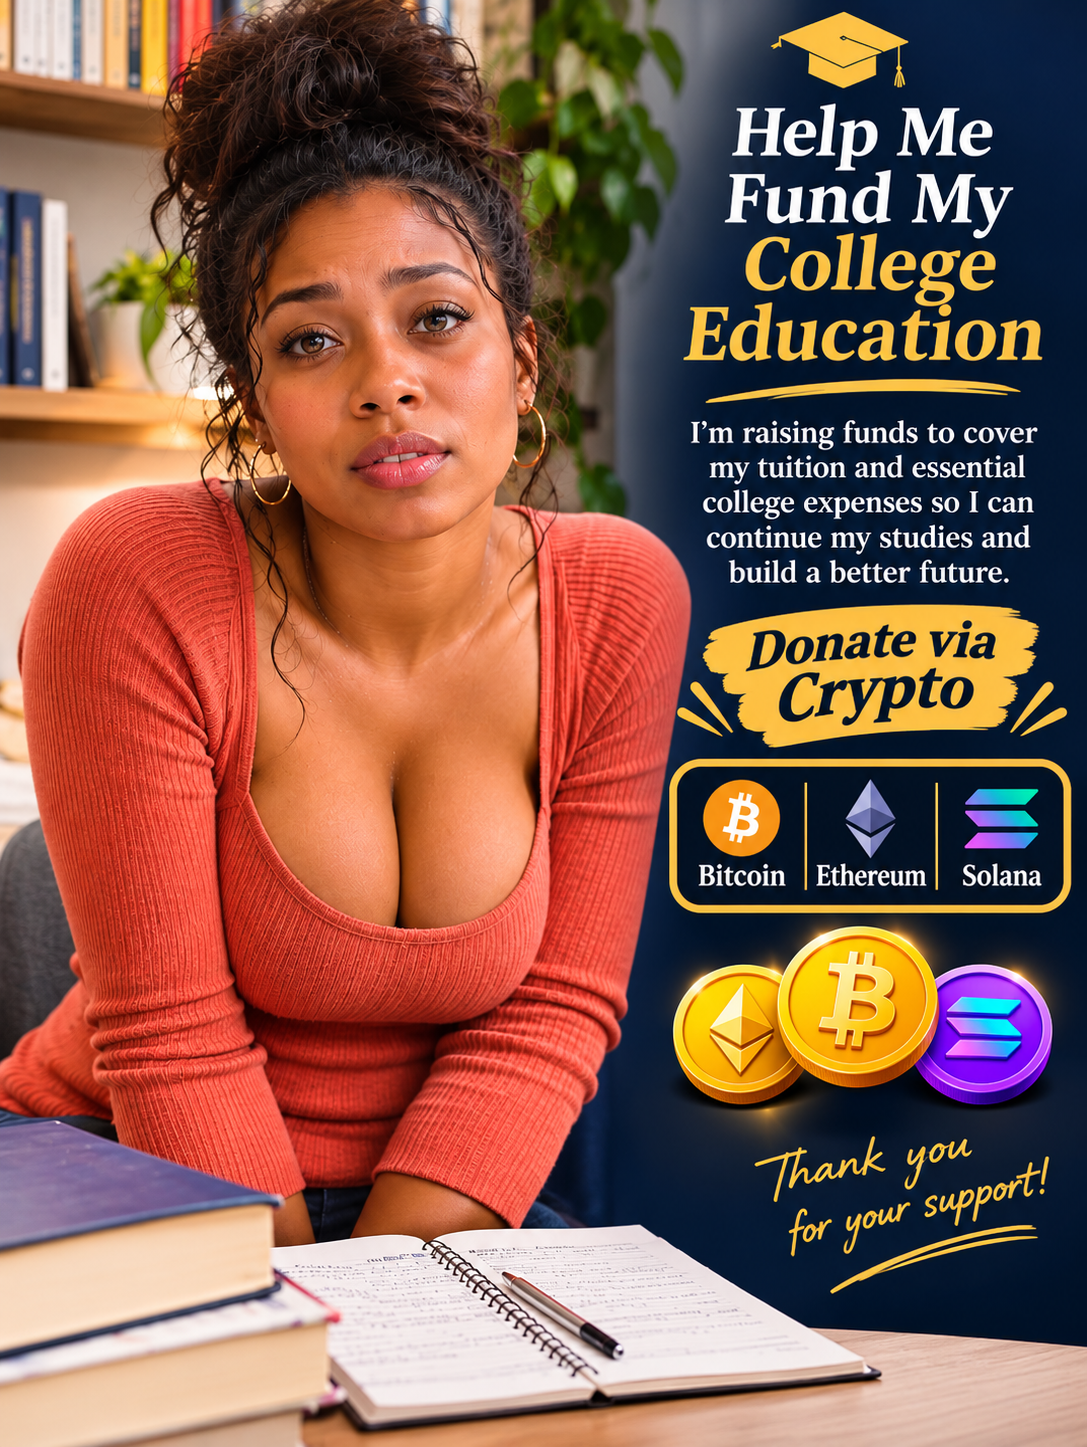 Help Me
Fund My
College
Education
I'm raising funds to cover
my tuition and essential
college expenses so I can
continue my studies and
build a better future.
Donate via
Crypto
Bitcoin
Ethereum
Solana
Thank you
for your support!